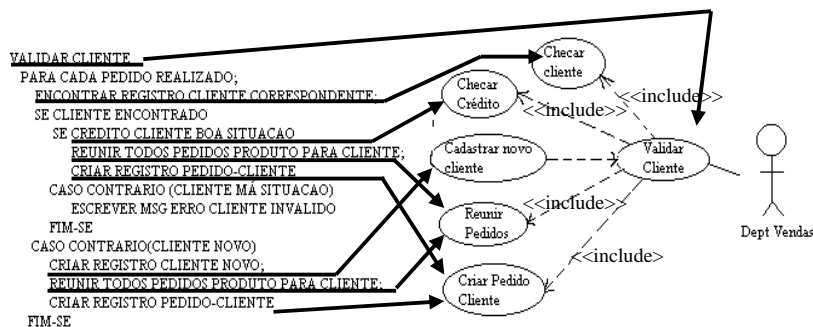 VALIDAR CLIENTE
PARA CADA PEDIDO REALIZADO;
ENCONTRAR REGISTRO CLIENTE CORRESPONDENTE;
SE CLIENTE ENCONTRADO
SE CREDITO CLIENTE BOA SITUACAO
REUNIR TODOS PEDIDOS PRODUTO PARA CLIENTE;
CRIAR REGISTRO PEDIDO-CLIENTE
CASO CONTRARIO (CLIENTE MÁ SITUACAO)
ESCREVER MSG ERRO CLIENTE INVALIDO
FIM-SE
CASO CONTRARIO(CLIENTE NOVO)
CRIAR REGISTRO CLIENTE NOVO;
REUNIR TODOS PEDIDOS PRODUTO PARA CLIENTE;
CRIAR REGISTRO PEDIDO-CLIENTE
FIM-SE
Checar
cliente
Checar
Crédito
<<include>>
<<include>>
Cadastrar novo
cliente
Validar
Cliente
<<include>>
Reunir
Pedidos
Dept Vendas
<<include>
Criar Pedido
Cliente